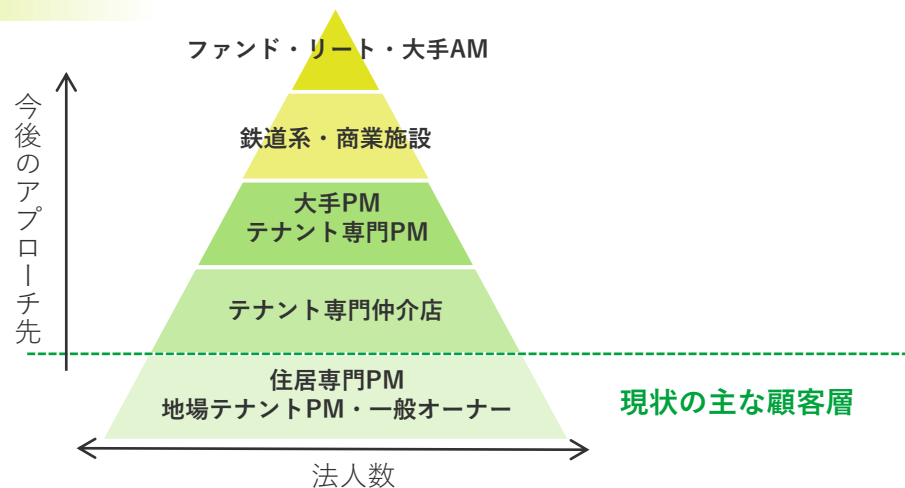 ファンド・リート・大手AM
鉄道系・商業施設
大手PM
テナント専門PM
テナント専門仲介店
住居専門PM
地場テナントPM・一般オーナー
今後のアプローチ先
現状の主な顧客層
法人数